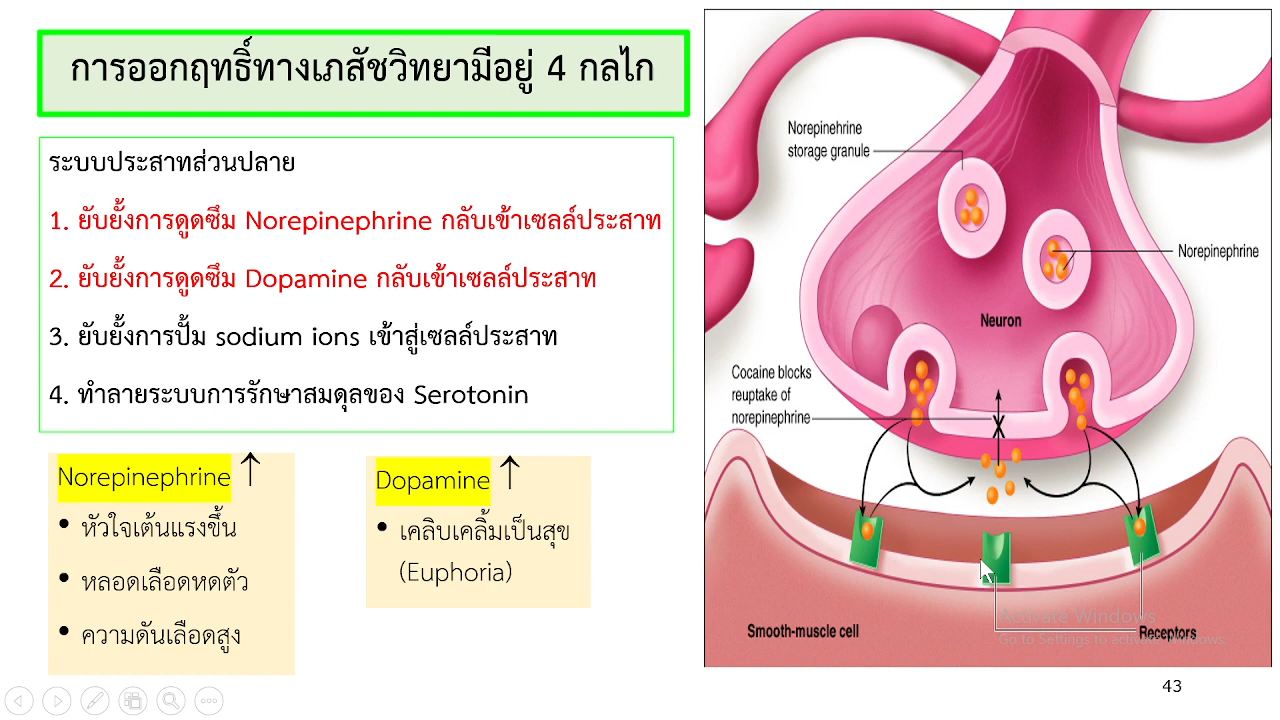 การออกฤทธิ์ทางเภสัชวิทยามีอยู่ 4 กลไก
ระบบประสาทส่วนปลาย
1. ยับยั้งการดูดซึม Norepinephrine กลับเข้าเซลล์ประสาท
2. ยับยั้งการดูดซึม Dopamine กลับเข้าเซลล์ประสาท
3. ยับยั้งการปั้ม sodium ions เข้าสู่เซลล์ประสาท
4. ทำลายระบบการรักษาสมดุลของ Serotonin
Norepinephrine ↑
• หัวใจเต้นแรงขึ้น
• หลอดเลือดหดตัว
• ความดันเลือดสูง
Dopamine ↑
• เคลิบเคลิ้มเป็นสุข
(Euphoria)
Norepinehrine
storage granule
Norepinephrine
Neuron
Cocaine blocks
reuptake of
norepinephrine
X
Smooth-muscle cell
Receptors
Activate Windows
Go to Settings to activate Windows.
43